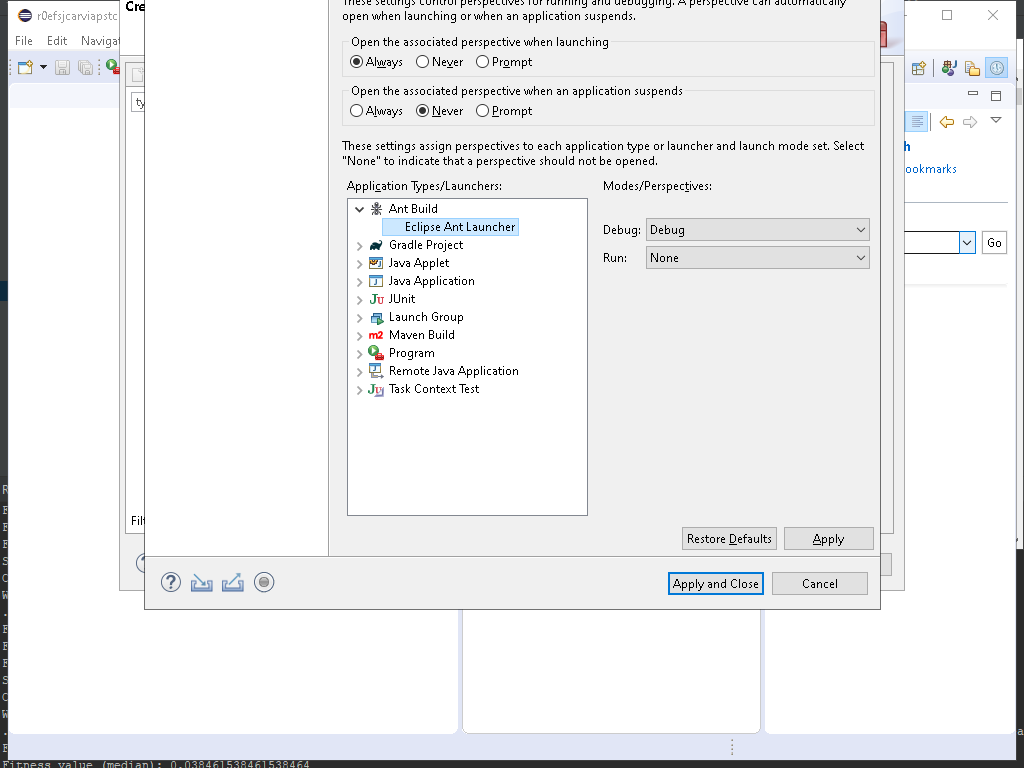 These settings control perspectives for running and debugging. A perspective can automatically
open when launching or when an application suspends.
r0efsjcarviapstc
Cre
File Edit Navigat
Open the associated perspective when launching
Always Never Prompt
Open the associated perspective when an application suspends
Always Never Prompt
ty
These settings assign perspectives to each application type or launcher and launch mode set. Select
"None" to indicate that a perspective should not be opened.
h
ookmarks
Application Types/Launchers:
Modes/Perspectives:
Ant Build
Eclipse Ant Launcher
Gradle Project
Java Applet
Java Application
JUnit
Launch Group
Maven Build
Program
Remote Java Application
Task Context Test
Debug: Debug
Run: None
Go
Filt
Restore Defaults Apply
Apply and Close Cancel
Fitness value (median): 0.038461538461538464